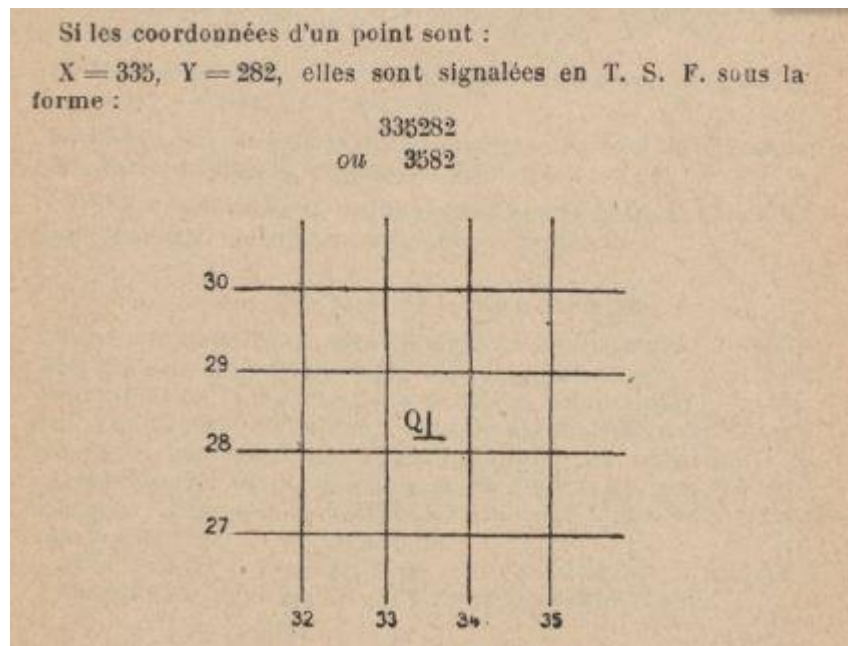 Si les coordonnées d'un point sont :
X = 335, Y = 282, elles sont signalées en T. S. F. sous la
forme :
335282
ou 3582
30
29
Q
28
27
32 33 34 35